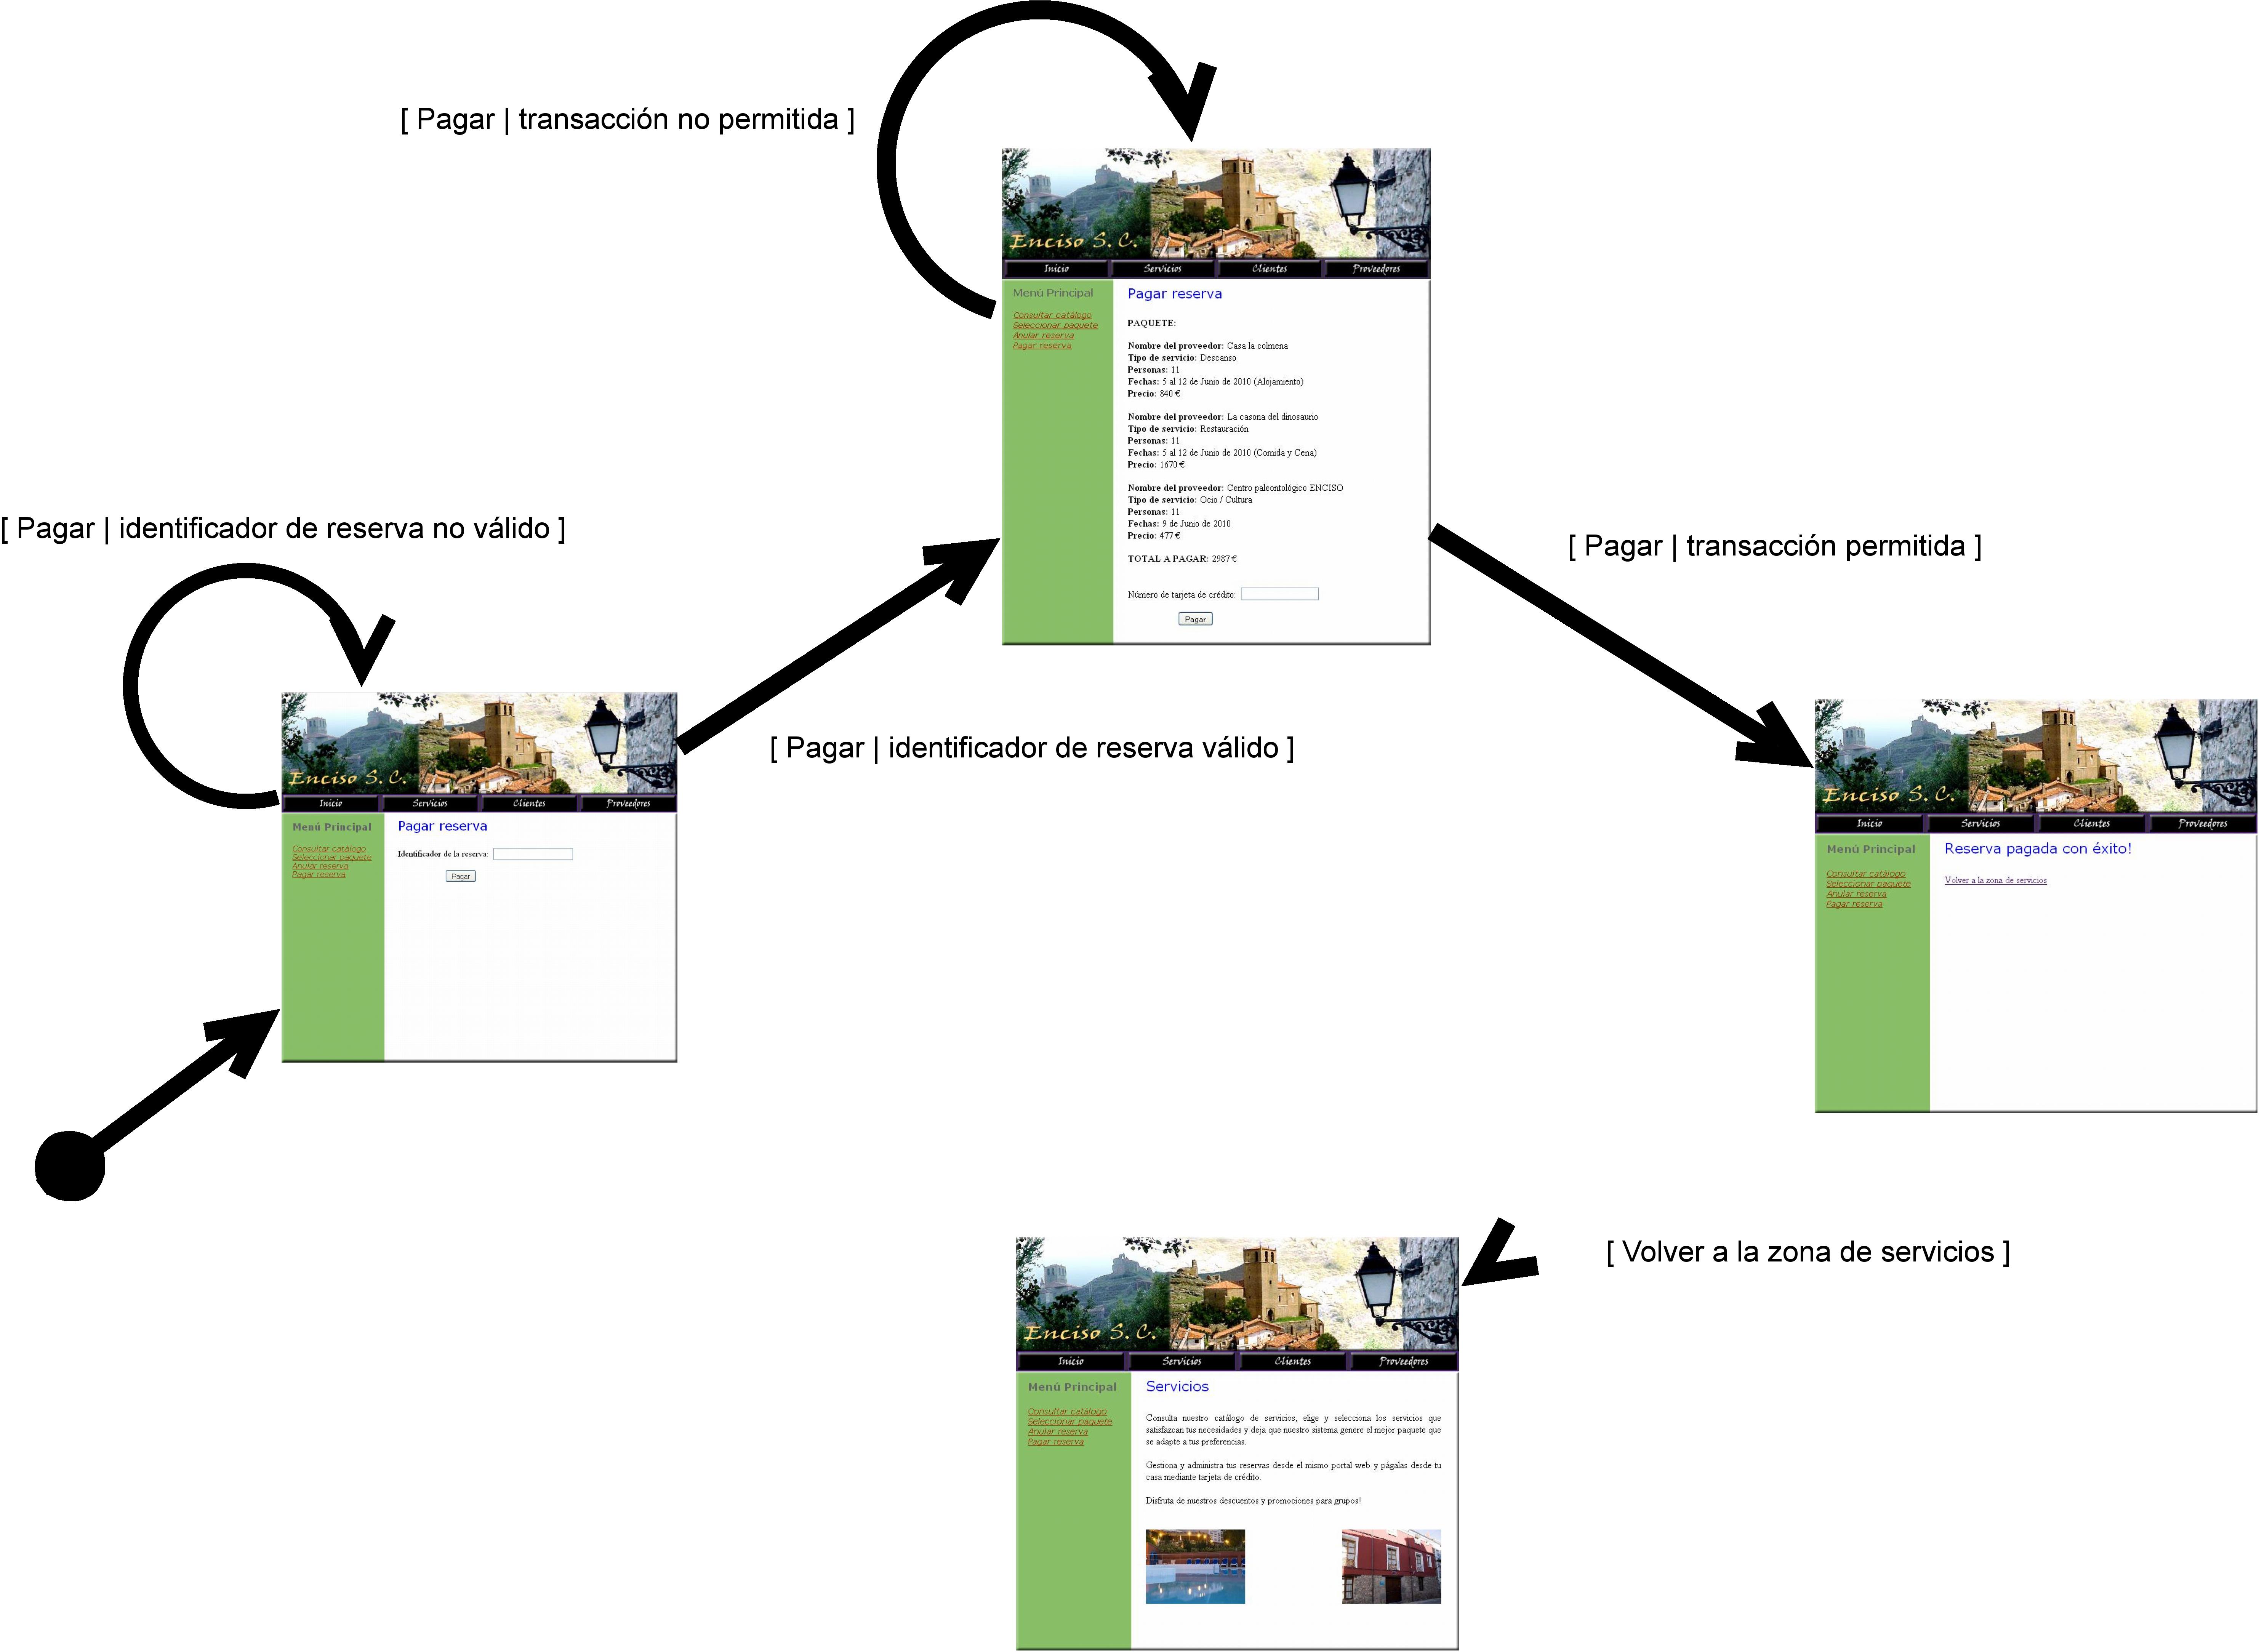 [ Pagar | transacción no permitida ]
Enciso S. C.
Inicio Servicios Clientes Proveedores
Menú Principal
Consultar catálogo
Seleccionar paquete
Anular reserva
Pagar reserva
Pagar reserva
PAQUETE:
Nombre del proveedor: Casa la colmena
Tipo de servicio: Descanso
Personas: 11
Fechas: 5 al 12 de Junio de 2010 (Alojamiento)
Precio: 840 €
Nombre del proveedor: La casona del dinosaurio
Tipo de servicio: Restauración
Personas: 11
Fechas: 5 al 12 de Junio de 2010 (Comida y Cena)
Precio: 1670 €
Nombre del proveedor: Centro paleontológico ENCISO
Tipo de servicio: Ocio / Cultura
Personas: 11
Fechas: 9 de Junio de 2010
Precio: 477 €
TOTAL A PAGAR: 2987 €
Número de tarjeta de crédito:
Pagar
[ Pagar | identificador de reserva no válido ]
[ Pagar | transacción permitida ]
[ Pagar | identificador de reserva válido ]
Enciso S. C.
Inicio Servicios Clientes Proveedores
Menú Principal
Consultar catálogo
Seleccionar paquete
Anular reserva
Pagar reserva
Pagar reserva
Identificador de la reserva:
Pagar
Enciso S. C.
Inicio Servicios Clientes Proveedores
Menú Principal
Consultar catálogo
Seleccionar paquete
Anular reserva
Pagar reserva
Reserva pagada con éxito!
Volver a la zona de servicios
[ Volver a la zona de servicios ]
Enciso S. C.
Inicio Servicios Clientes Proveedores
Menú Principal
Consultar catálogo
Seleccionar paquete
Anular reserva
Pagar reserva
Servicios
Consulta nuestro catálogo de servicios, elige y selecciona los servicios que
satisfazcan tus necesidades y deja que nuestro sistema genere el mejor paquete que
se adapte a tus preferencias.
Gestiona y administra tus reservas desde el mismo portal web y págalas desde tu
casa mediante tarjeta de crédito.
Disfruta de nuestros descuentos y promociones para grupos!